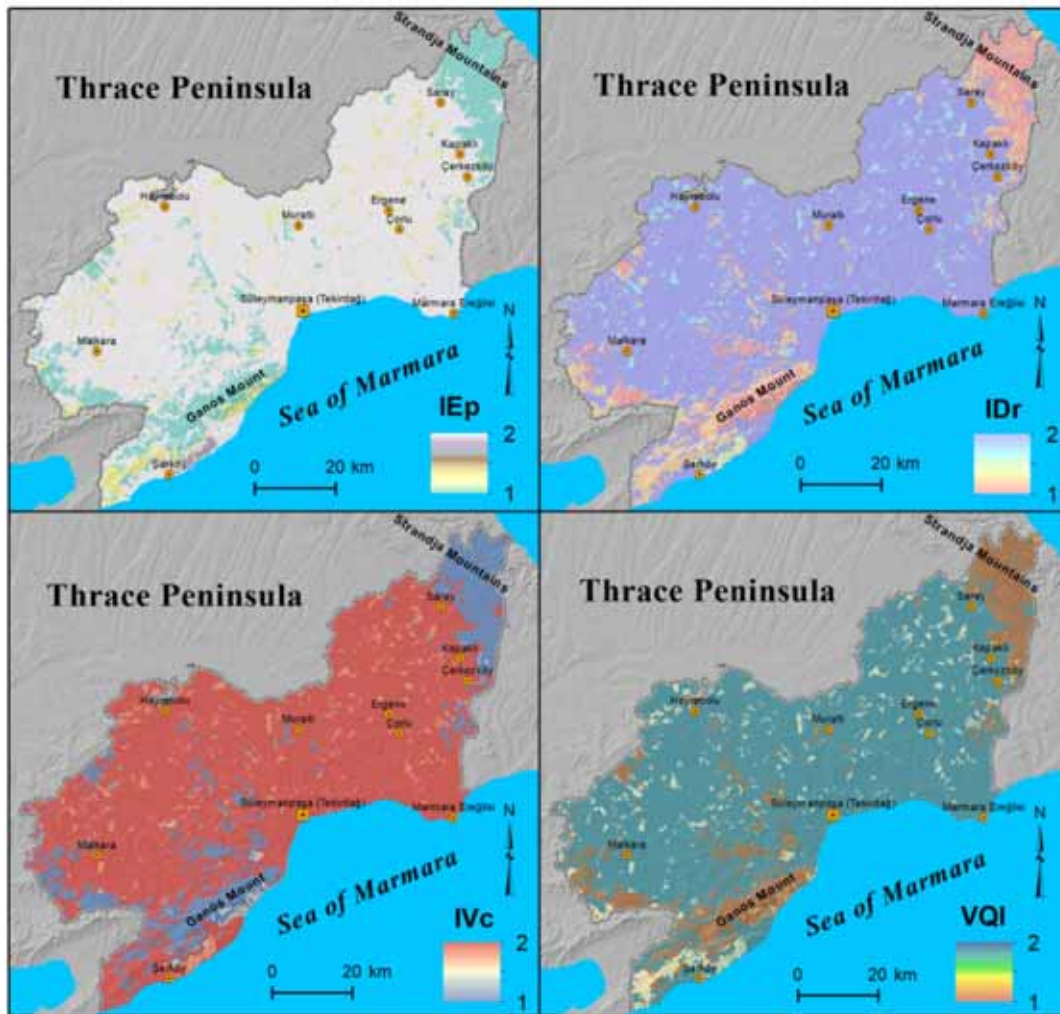 Strandja Mountains
Thrace Peninsula
Saray
Kapaklı
Çerkezköy
Hayrabolu
Ergene
Muratlı
Çorlu
Süleymanpaşa (Tekirdağ)
Marmara Ereğlisi
N
Malkara
Sea of Marmara
Ganos Mount
IEp
2
1
Şarköy
0 20 km
Strandja Mountains
Thrace Peninsula
Saray
Kapaklı
Çerkezköy
Hayrabolu
Ergene
Muratlı
Çorlu
Süleymanpaşa (Tekirdağ)
Marmara Ereğlisi
N
Malkara
Sea of Marmara
Ganos Mount
IDr
2
1
Şarköy
0 20 km
Strandja Mountains
Thrace Peninsula
Saray
Kapaklı
Çerkezköy
Hayrabolu
Ergene
Muratlı
Çorlu
Süleymanpaşa (Tekirdağ)
Marmara Ereğlisi
N
Malkara
Sea of Marmara
Ganos Mount
IVc
2
1
Şarköy
0 20 km
Strandja Mountains
Thrace Peninsula
Saray
Kapaklı
Çerkezköy
Hayrabolu
Ergene
Muratlı
Çorlu
Süleymanpaşa (Tekirdağ)
Marmara Ereğlisi
N
Malkara
Sea of Marmara
Ganos Mount
VQI
2
1
Şarköy
0 20 km